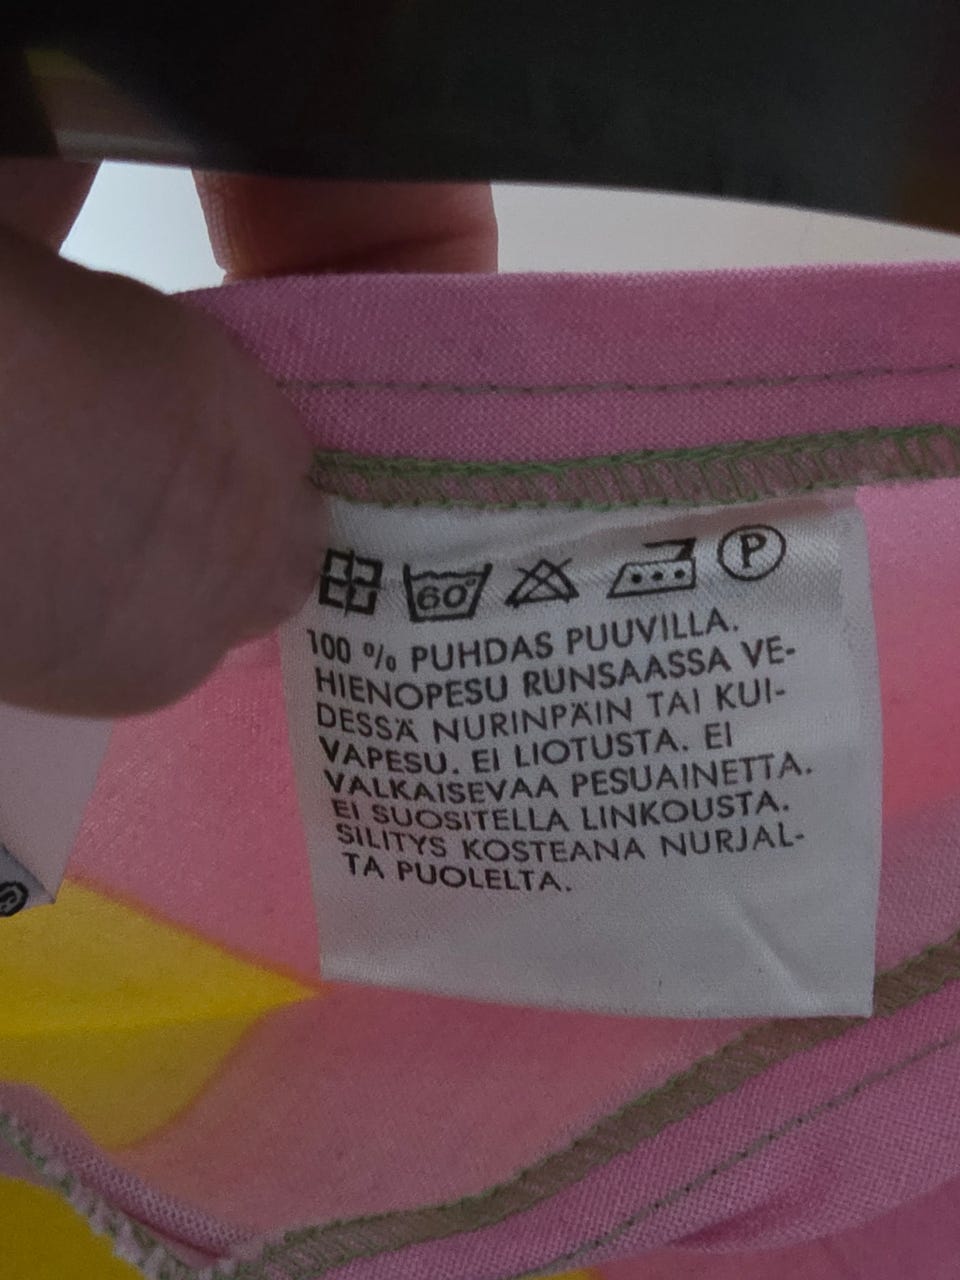 60° P
100 % PUHDAS PUUVILLA.
HIENOPESU RUNSAASSA VE-
DESSÄ NURINPÄIN TAI KUI-
VAPESU. EI LIOTUSTA. EI
VALKAISEVAA PESUAINETTA.
EI SUOSITELLA LINKOUSTA.
SILITYS KOSTEANA NURJAL-
TA PUOLELTA.